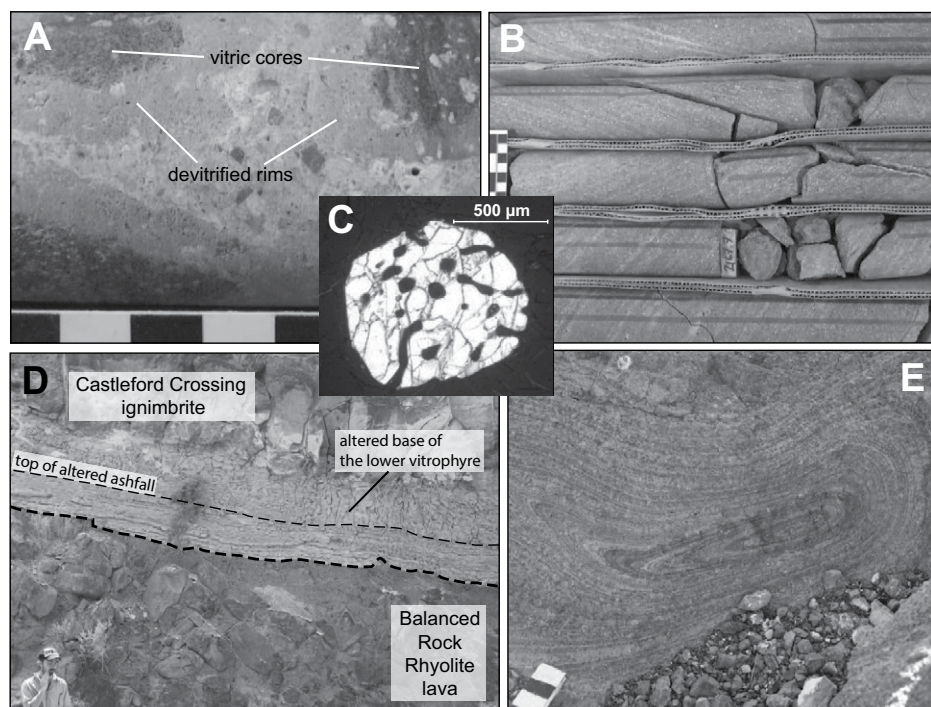 A
vitric cores
devitrified rims
B
C
500 µm
D
Castleford Crossing
ignimbrite
altered base of
the lower vitrophyre
top of altered ashfall
Balanced
Rock
Rhyolite
lava
E